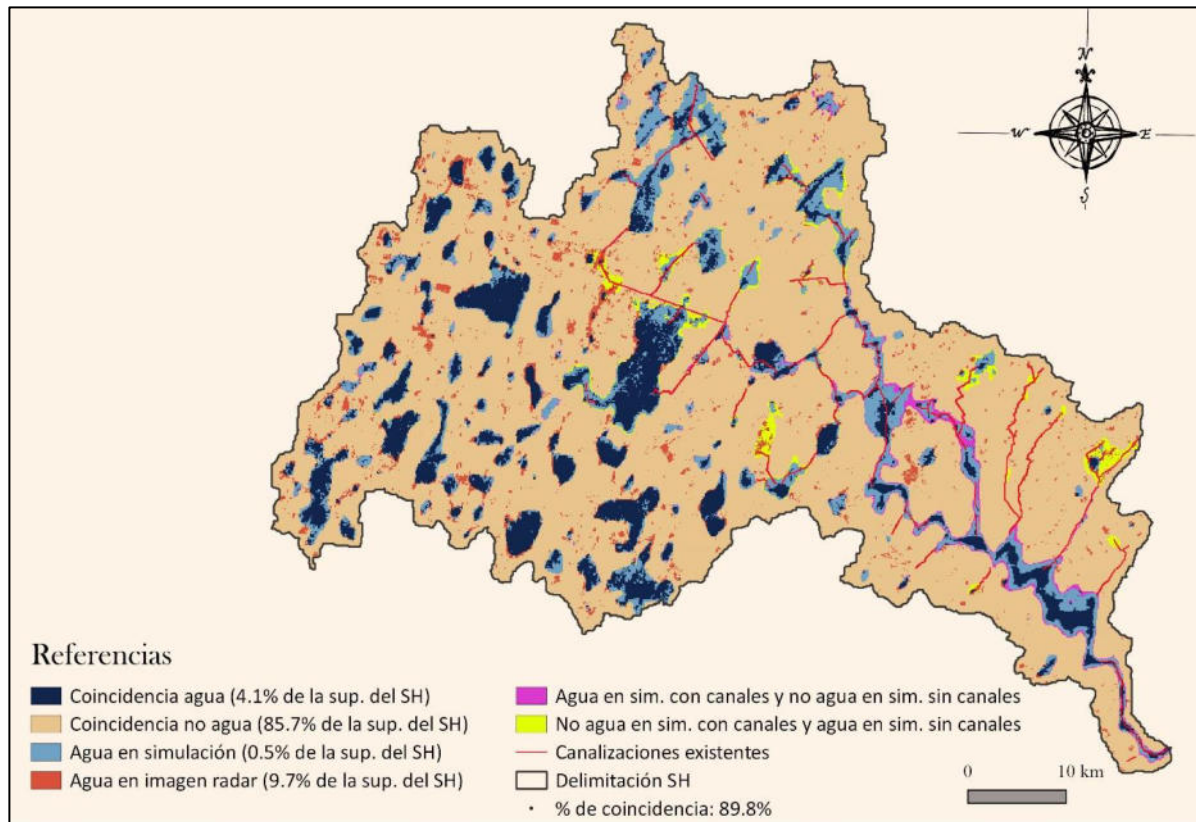 N
W
E
S
Referencias
Coincidencia agua (4.1% de la sup. del SH)
Coincidencia no agua (85.7% de la sup. del SH)
Agua en simulación (0.5% de la sup. del SH)
Agua en imagen radar (9.7% de la sup. del SH)
Agua en sim. con canales y no agua en sim. sin canales
No agua en sim. con canales y agua en sim. sin canales
Canalizaciones existentes
Delimitación SH
% de coincidencia: 89.8%
0 10 km